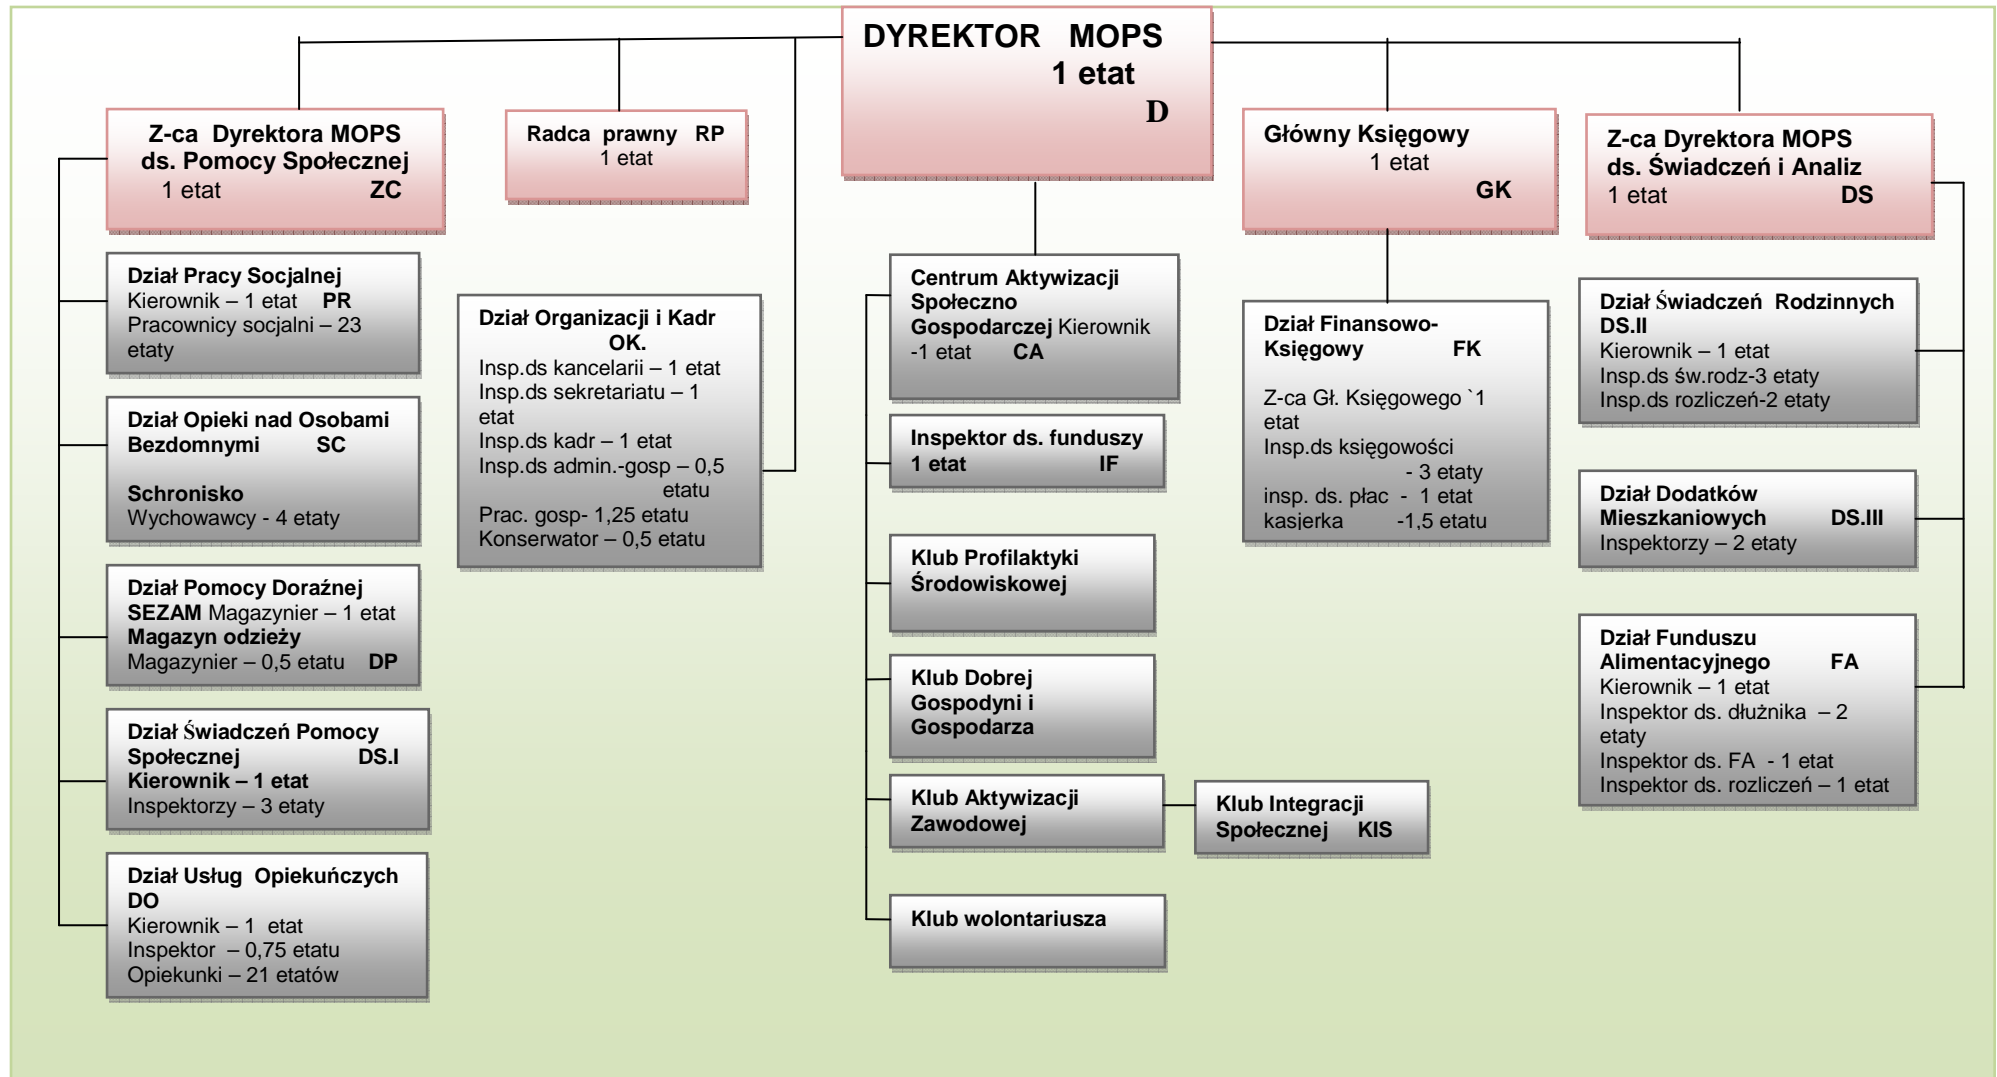 DYREKTOR MOPS
1 etat
D
Z-ca Dyrektora MOPS
ds. Pomocy Społecznej
1 etat ZC
Radca prawny RP
1 etat
Główny Księgowy
1 etat
GK
Z-ca Dyrektora MOPS
ds. Świadczeń i Analiz
1 etat DS
Dział Pracy Socjalnej
Kierownik – 1 etat PR
Pracownicy socjalni – 23
etaty
Dział Opieki nad Osobami
Bezdomnymi SC
Schronisko
Wychowawcy - 4 etaty
Dział Pomocy Doraźnej
SEZAM Magazynier – 1 etat
Magazyn odzieży
Magazynier – 0,5 etatu DP
Dział Świadczeń Pomocy
Społecznej DS.I
Kierownik – 1 etat
Inspektorzy – 3 etaty
Dział Usług Opiekuńczych
DO
Kierownik – 1 etat
Inspektor – 0,75 etatu
Opiekunki – 21 etatów
Dział Organizacji i Kadr
OK.
Insp.ds kancelarii – 1 etat
Insp.ds sekretariatu – 1
etat
Insp.ds kadr – 1 etat
Insp.ds admin.-gosp – 0,5
etatu
Prac. gosp- 1,25 etatu
Konserwator – 0,5 etatu
Centrum Aktywizacji
Społeczno
Gospodarczej Kierownik
-1 etat CA
Inspektor ds. funduszy
1 etat IF
Klub Profilaktyki
Środowiskowej
Klub Dobrej
Gospodyni i
Gospodarza
Klub Aktywizacji
Zawodowej
Klub Integracji
Społecznej KIS
Klub wolontariusza
Dział Finansowo-
Księgowy FK
Z-ca Gł. Księgowego `1
etat
Insp.ds księgowości
- 3 etaty
insp. ds. płac - 1 etat
kasjerka -1,5 etatu
Dział Świadczeń Rodzinnych
DS.II
Kierownik – 1 etat
Insp.ds św.rodz-3 etaty
Insp.ds rozliczeń-2 etaty
Dział Dodatków
Mieszkaniowych DS.III
Inspektorzy – 2 etaty
Dział Funduszu
Alimentacyjnego FA
Kierownik – 1 etat
Inspektor ds. dłużnika – 2
etaty
Inspektor ds. FA - 1 etat
Inspektor ds. rozliczeń – 1 etat